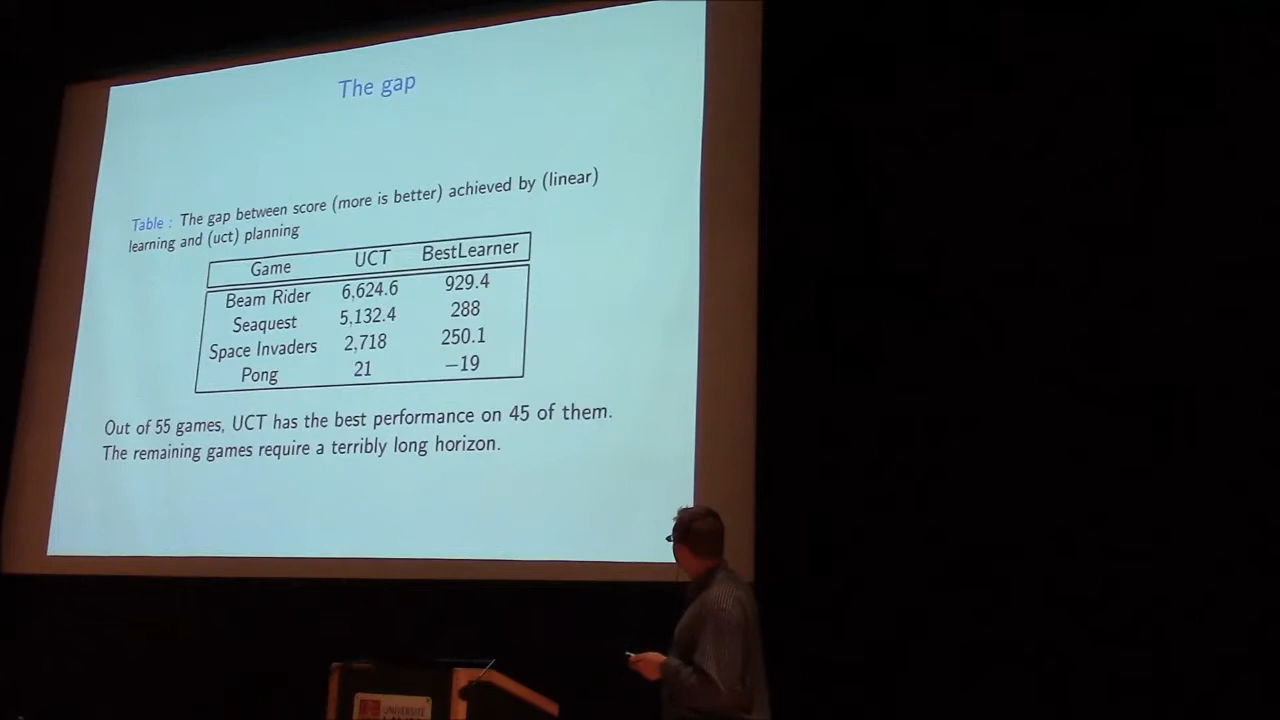 The gap
Table : The gap between score (more is better) achieved by (linear)
learning and (uct) planning
Game UCT BestLearner
Beam Rider 6,624.6 929.4
Seaquest 5,132.4 288
Space Invaders 2,718 250.1
Pong 21 −19
Out of 55 games, UCT has the best performance on 45 of them.
The remaining games require a terribly long horizon.
UNIVERSITÉ